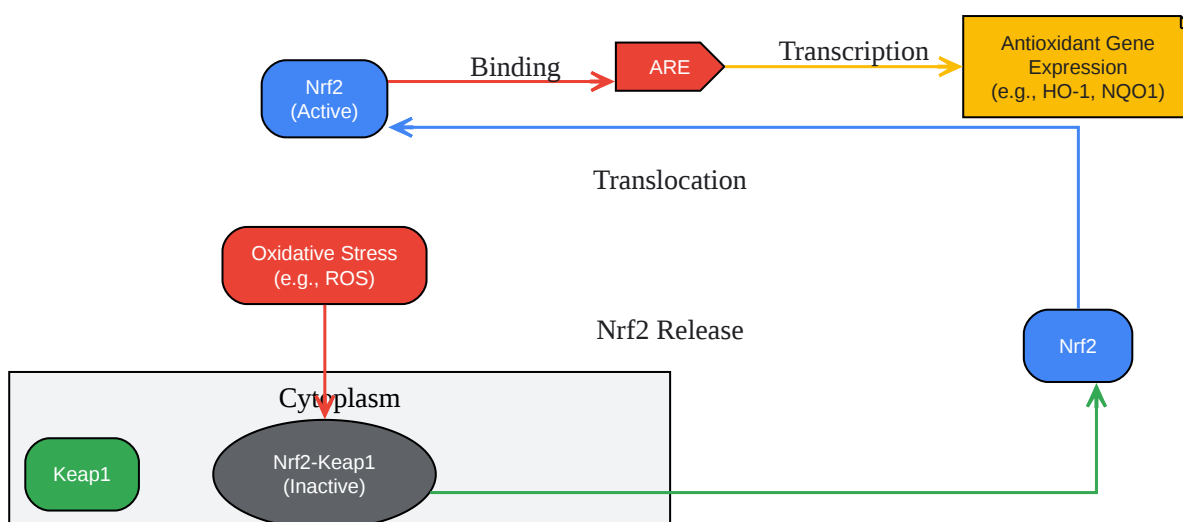 Antioxidant Gene
Expression
(e.g., HO-1, NQO1)
Transcription
ARE
Binding
Nrf2
(Active)
Translocation
Oxidative Stress
(e.g., ROS)
Nrf2 Release
Nrf2
Cytoplasm
Keap1
Nrf2-Keap1
(Inactive)